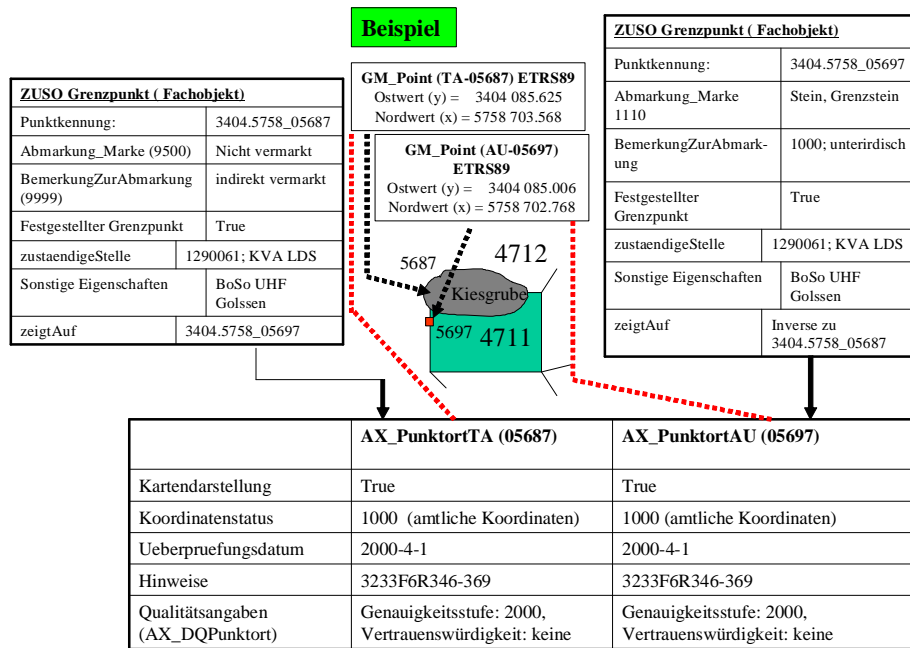 Beispiel
ZUSO Grenzpunkt ( Fachobjekt)
Punktkennung: 3404.5758_05687
Abmarkung_Marke (9500) Nicht vermarkt
BemerkungZurAbmarkung indirekt vermarkt
(9999)
Festgestellter Grenzpunkt True
zustaendigeStelle 1290061; KVA LDS
Sonstige Eigenschaften BoSo UHF
Golssen
zeigtAuf 3404.5758_05697
GM_Point (TA-05687) ETRS89
Ostwert (y) = 3404 085.625
Nordwert (x) = 5758 703.568
GM_Point (AU-05697)
ETRS89
Ostwert (y) = 3404 085.006
Nordwert (x) = 5758 702.768
5687
4712
Kiesgrube
5697
4711
ZUSO Grenzpunkt ( Fachobjekt)
Punktkennung: 3404.5758_05697
Abmarkung_Marke Stein, Grenzstein
1110
BemerkungZurAbmark- 1000; unterirdisch
ung
Festgestellter True
Grenzpunkt
zustaendigeStelle 1290061; KVA LDS
Sonstige Eigenschaften BoSo UHF
Golssen
zeigtAuf Inverse zu
3404.5758_05687
AX_PunktortTA (05687) AX_PunktortAU (05697)
Kartendarstellung True True
Koordinatenstatus 1000 (amtliche Koordinaten) 1000 (amtliche Koordinaten)
Ueberpruefungsdatum 2000-4-1 2000-4-1
Hinweise 3233F6R346-369 3233F6R346-369
Qualitätsangaben Genauigkeitsstufe: 2000, Genauigkeitsstufe: 2000,
(AX_DQPunktort) Vertrauenswürdigkeit: keine Vertrauenswürdigkeit: keine